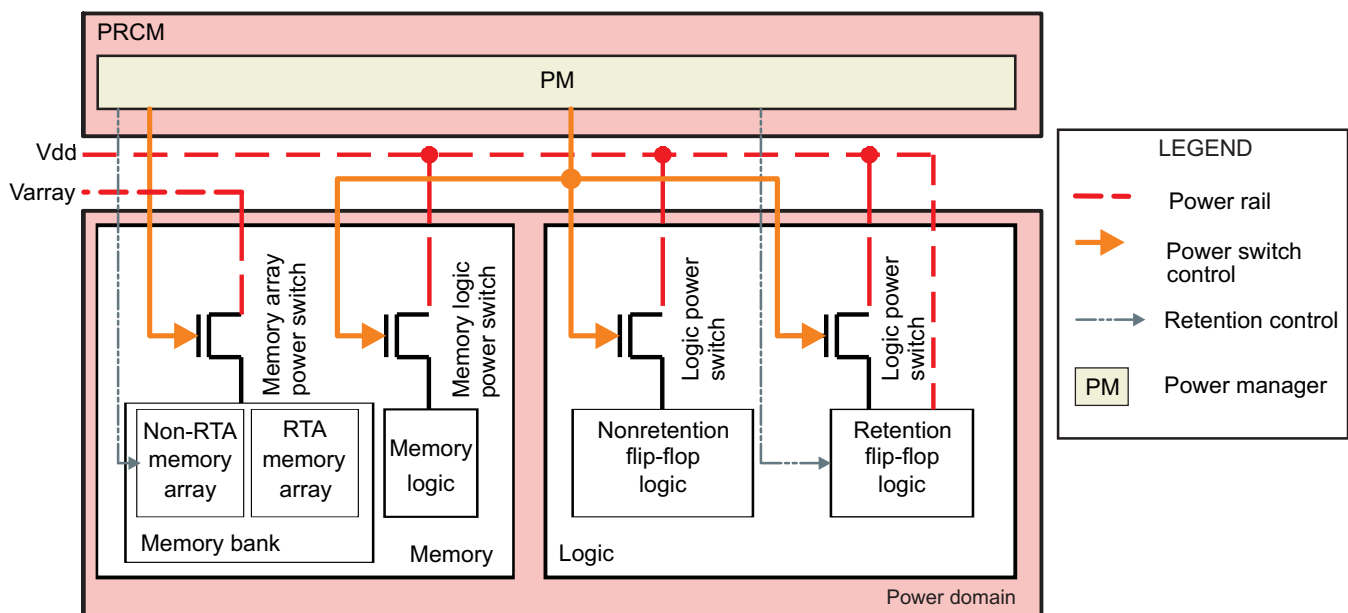 PRCM
PM
Vdd
Varray
Memory array
power switch
Memory logic
power switch
Logic power
switch
Logic power
switch
Non-RTA
memory
array
RTA
memory
array
Memory
logic
Nonretention
flip-flop
logic
Retention
flip-flop
logic
Memory bank
Memory
Logic
Power domain
LEGEND
Power rail
Power switch
control
Retention control
PM
Power manager